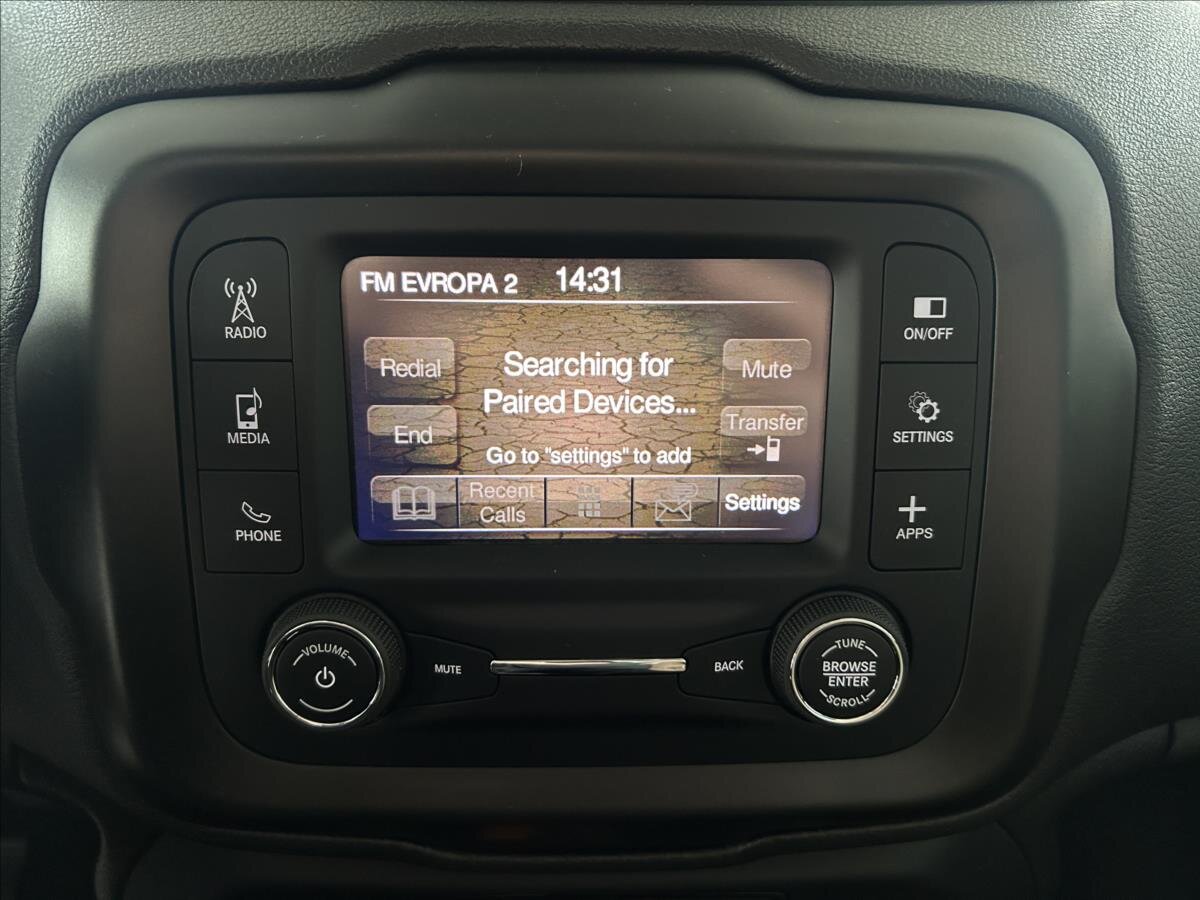 FM EVROPA 2 14:31
Redial
Searching for
Paired Devices...
Mute
End
Transfer
Go to "settings" to add
Recent
Calls
Settings
RADIO
MEDIA
PHONE
ON/OFF
SETTINGS
APPS
VOLUME
MUTE
BACK
TUNE
BROWSE
ENTER
SCROLL